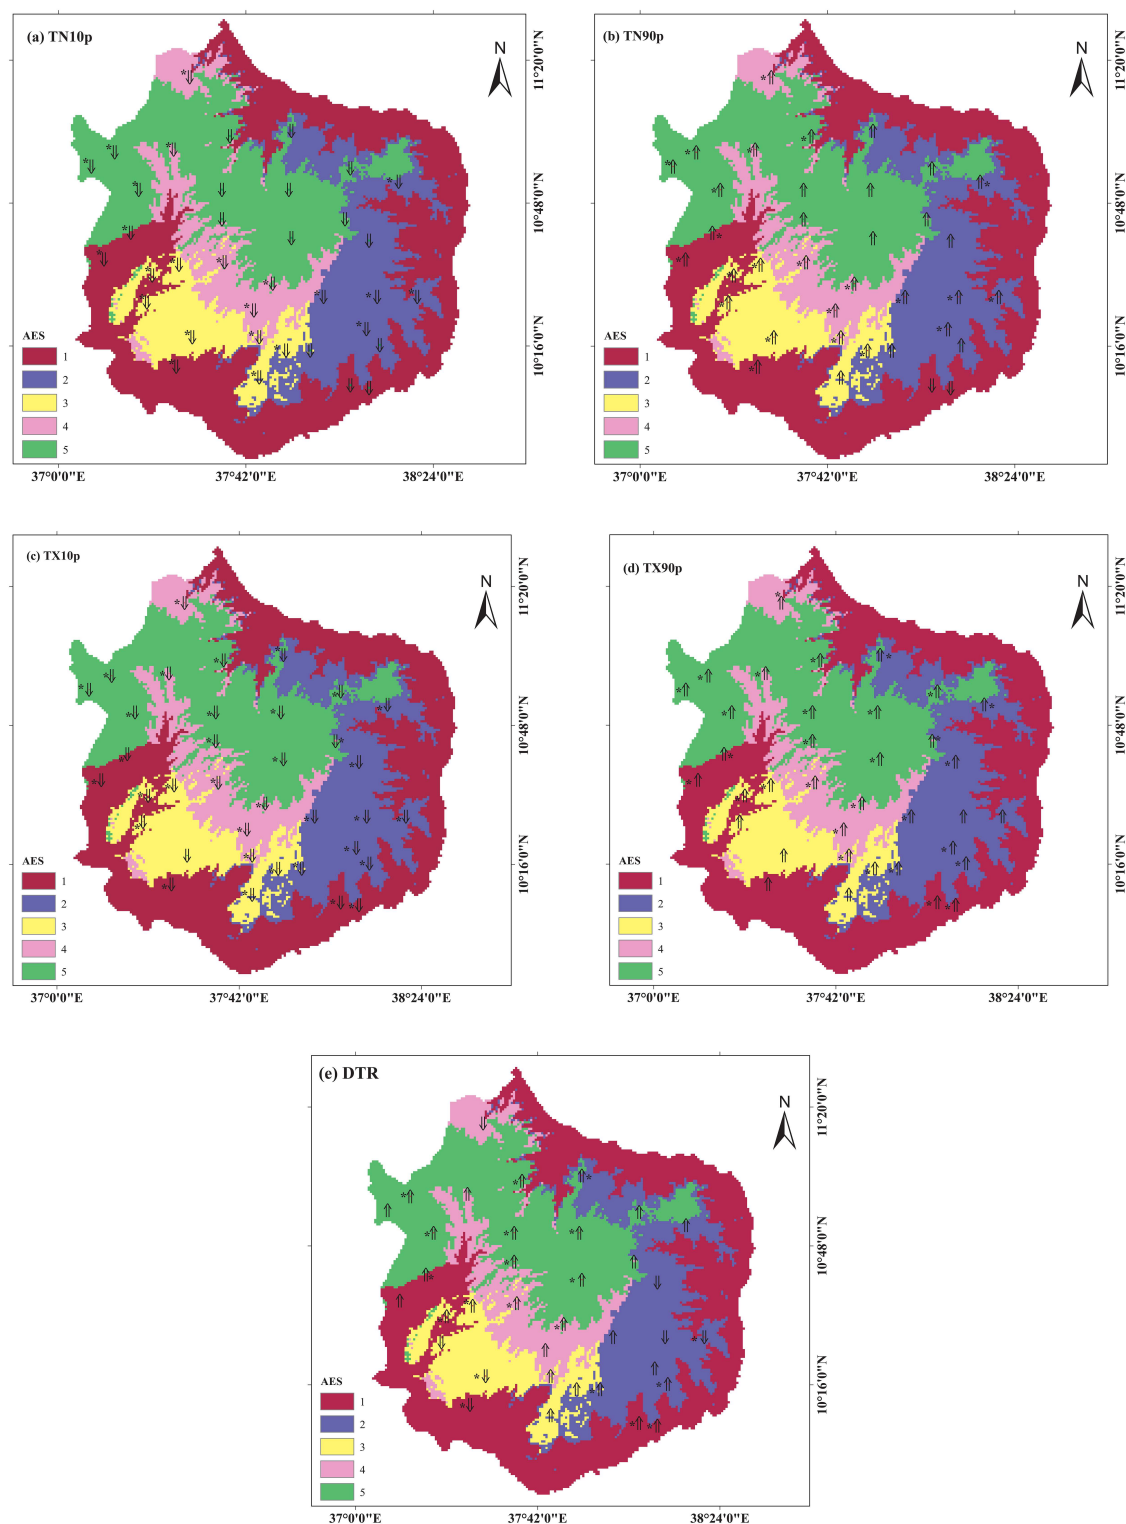 (a) TN10p
N
11°20'0"N
10°48'0"N
10°16'0"N
AES
1
2
3
4
5
37°0'0"E
37°42'0"E
38°24'0"E
(b) TN90p
N
11°20'0"N
10°48'0"N
10°16'0"N
AES
1
2
3
4
5
37°0'0"E
37°42'0"E
38°24'0"E
(c) TX10p
N
11°20'0"N
10°48'0"N
10°16'0"N
AES
1
2
3
4
5
37°0'0"E
37°42'0"E
38°24'0"E
(d) TX90p
N
11°20'0"N
10°48'0"N
10°16'0"N
AES
1
2
3
4
5
37°0'0"E
37°42'0"E
38°24'0"E
(e) DTR
N
11°20'0"N
10°48'0"N
10°16'0"N
AES
1
2
3
4
5
37°0'0"E
37°42'0"E
38°24'0"E